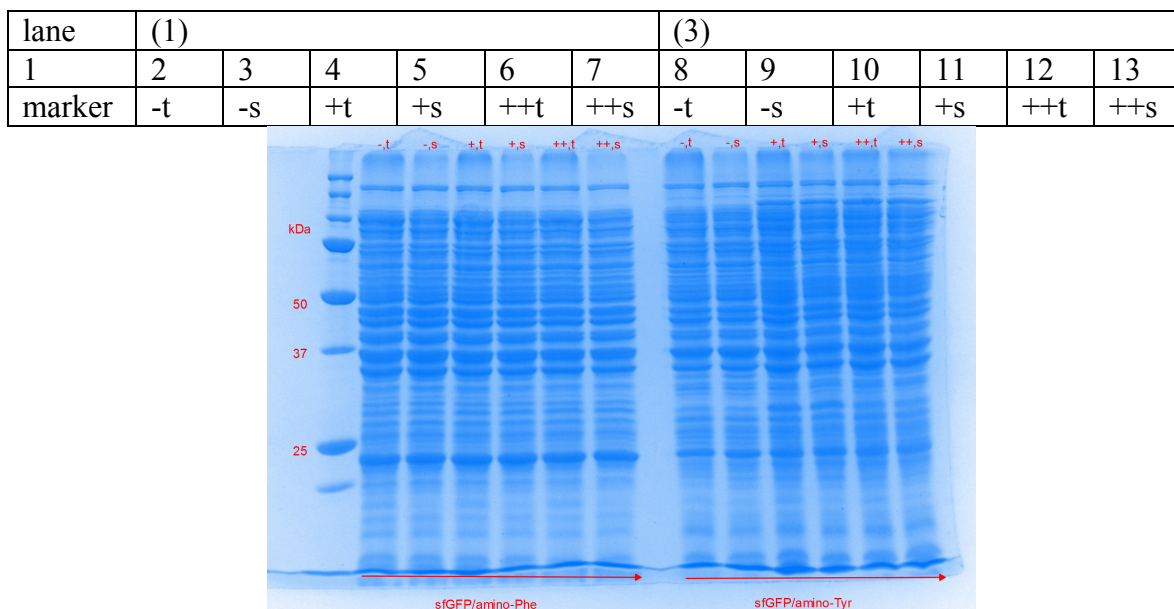 lane (1) (3)
1 2 3 4 5 6 7 8 9 10 11 12 13
marker -t -s +t +s ++t ++s -t -s +t +s ++t ++s
-,t -,s +,t +,s ++,t ++,s -,t -,s +,t +,s ++,t ++,s
kDa
50
37
25
sfGFP/amino-Phe sfGFP/amino-Tyr